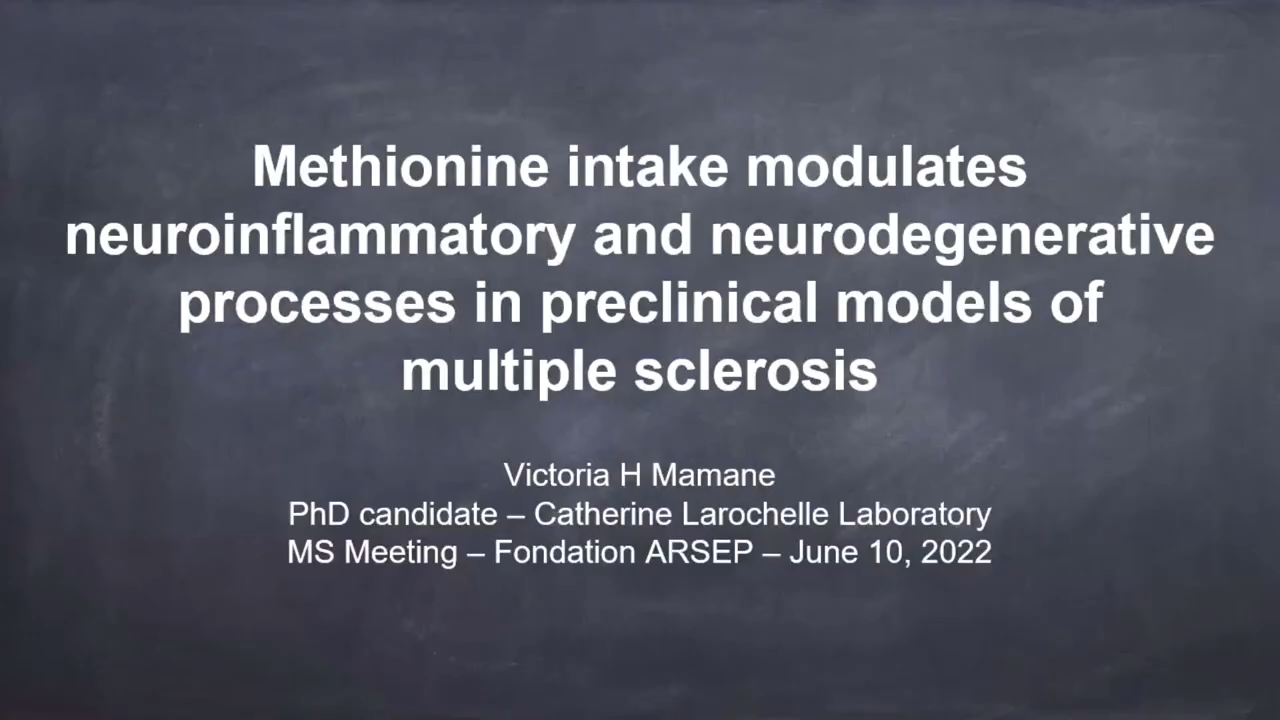 Methionine intake modulates
neuroinflammatory and neurodegenerative
processes in preclinical models of
multiple sclerosis
Victoria H Mamane
PhD candidate – Catherine Larochelle Laboratory
MS Meeting – Fondation ARSEP – June 10, 2022